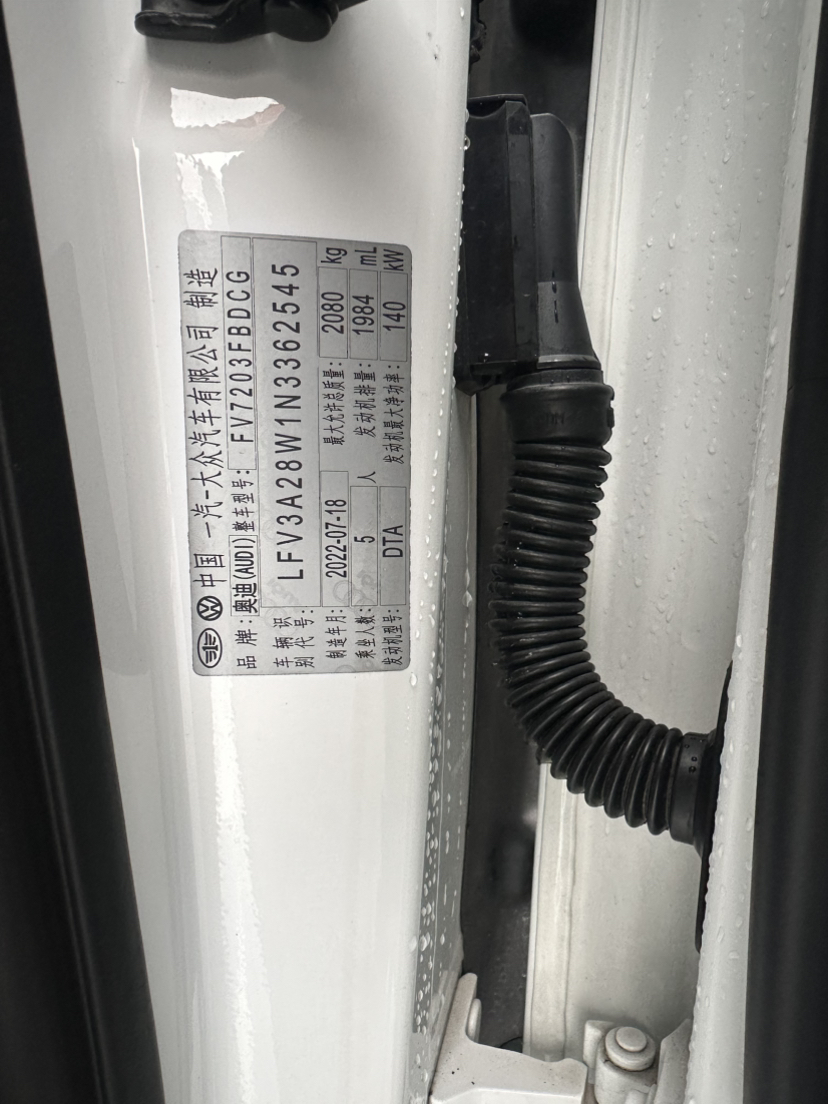 中国 一汽-大众汽车有限公司 制造
品牌：奥迪(AUDI) 整车型号：FV7203FBDCG
车辆识别代号：LFV3A28W1N3362545
制造年月：2022-07-18 最大允许总质量：2080 kg
乘坐人数：5 人 发动机排量：1984 mL
发动机型号：DTA 发动机最大净功率：140 kW